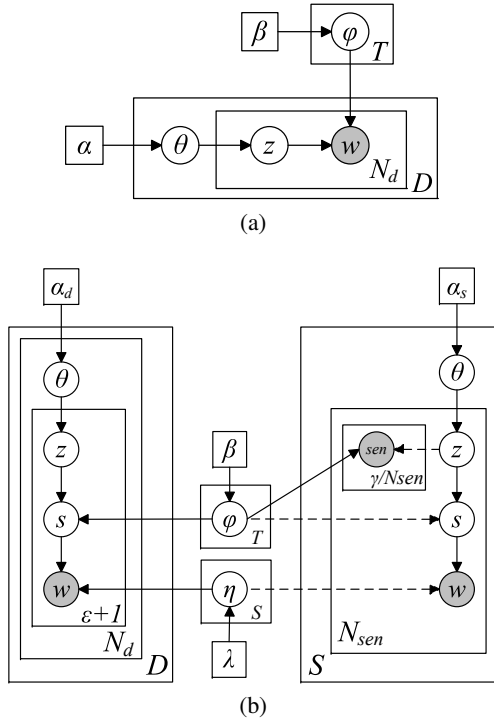 β φ
T
α θ z w
N_d D
(a)
α_d α_s
θ θ
z β sen z
γ/Nsen
s φ s
T
w η w
S
ε+1
N_d D λ N_sen S
(b)